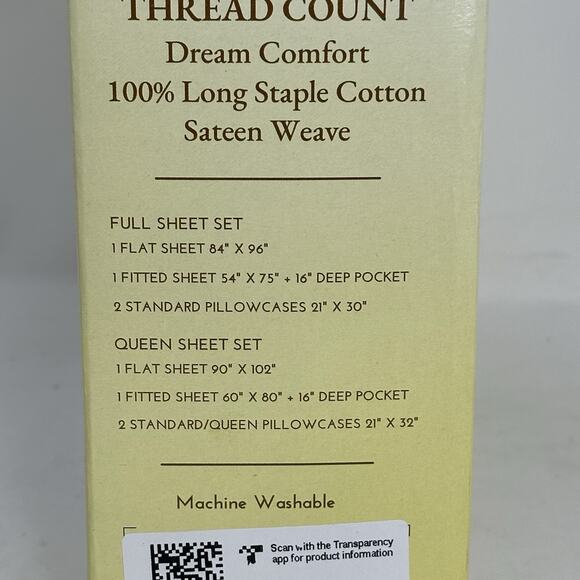 THREAD COUNT
Dream Comfort
100% Long Staple Cotton
Sateen Weave
FULL SHEET SET
1 FLAT SHEET 84" X 96"
1 FITTED SHEET 54" X 75" + 16" DEEP POCKET
2 STANDARD PILLOWCASES 21" X 30"
QUEEN SHEET SET
1 FLAT SHEET 90" X 102"
1 FITTED SHEET 60" X 80" + 16" DEEP POCKET
2 STANDARD/QUEEN PILLOWCASES 21" X 32"
Machine Washable
Scan with the Transparency
app for product information